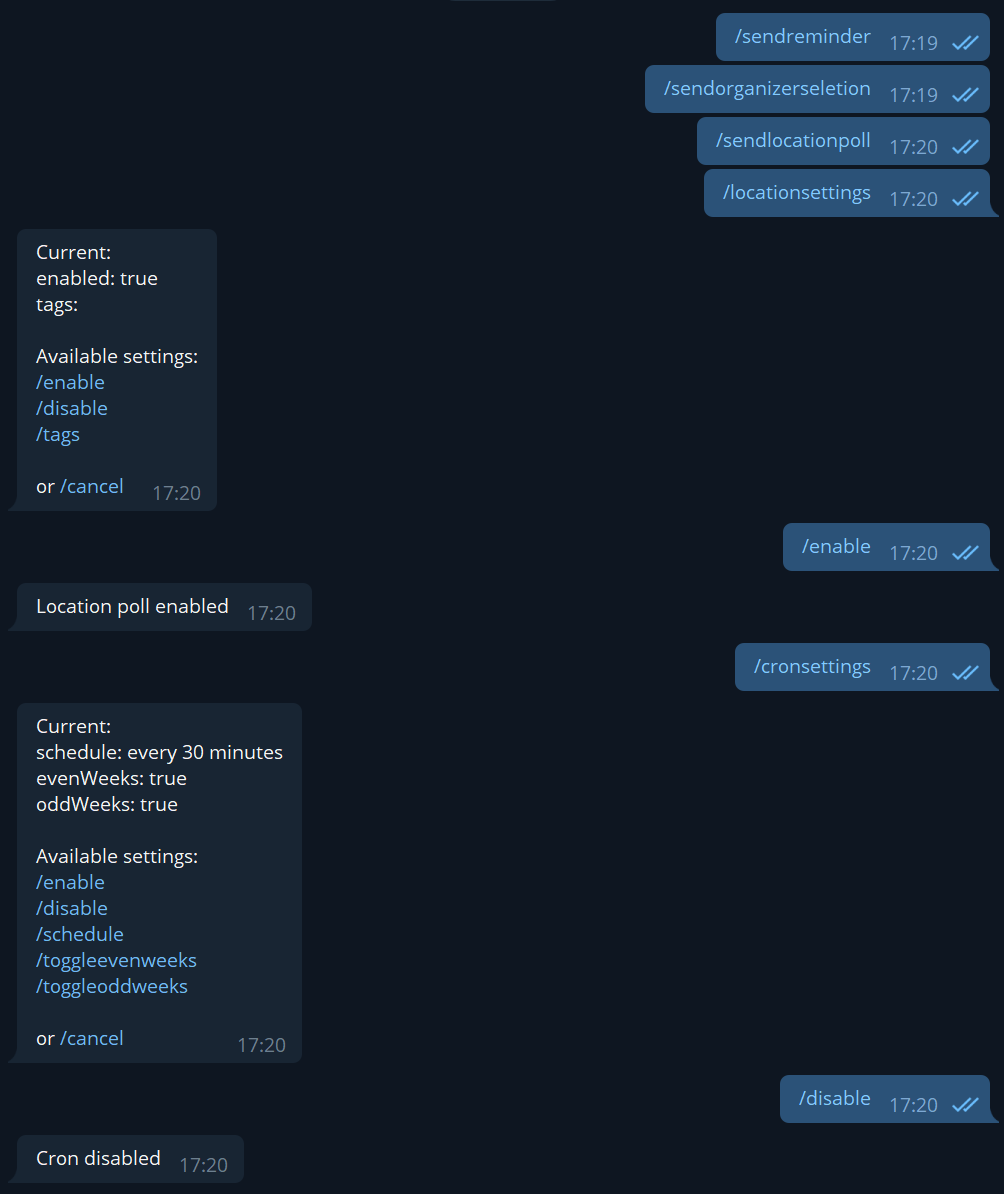 /sendreminder 17:19
/sendorganizerseletion 17:19
/sendlocationpoll 17:20
/locationsettings 17:20
Current:
enabled: true
tags:
Available settings:
/enable
/disable
/tags
or /cancel 17:20
/enable 17:20
Location poll enabled 17:20
/cronsettings 17:20
Current:
schedule: every 30 minutes
evenWeeks: true
oddWeeks: true
Available settings:
/enable
/disable
/schedule
/toggleevenweeks
/toggleoddweeks
or /cancel 17:20
/disable 17:20
Cron disabled 17:20